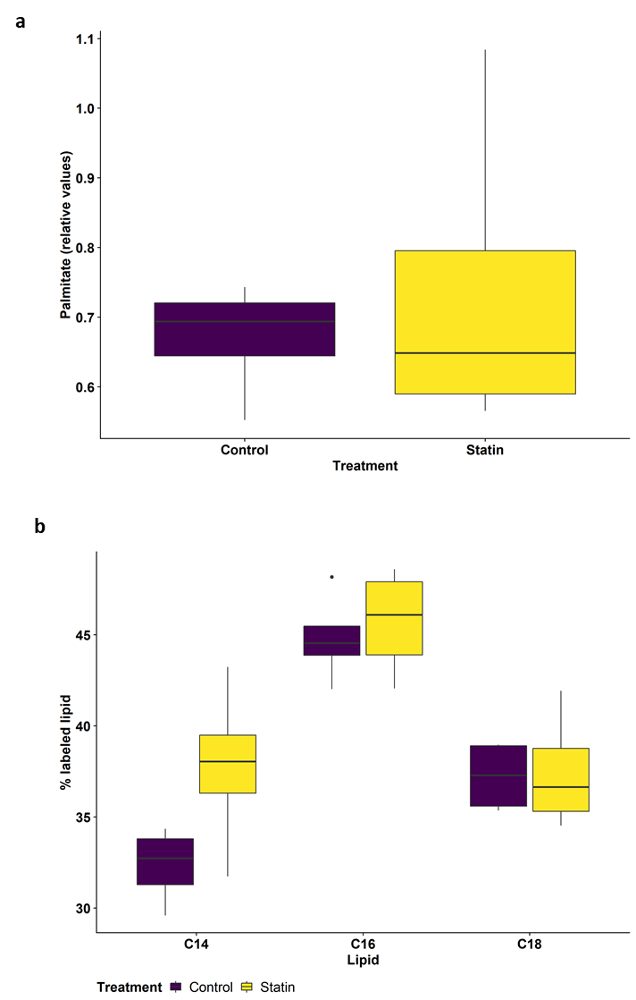 a
1.1
1.0
0.9
0.8
0.7
0.6
Palmitate (relative values)
Control Statin
Treatment
b
45
40
35
30
% labeled lipid
C14 C16 C18
Lipid
Treatment Control Statin